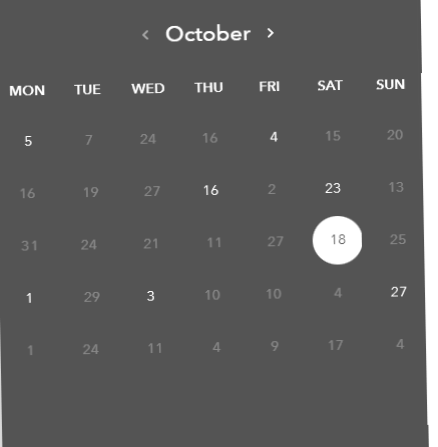 ‹ October ›
MON TUE WED THU FRI SAT SUN
5 7 24 16 4 15 20
16 19 27 16 2 23 13
31 24 21 11 27 18 25
1 29 3 10 10 4 27
1 24 11 4 9 17 4